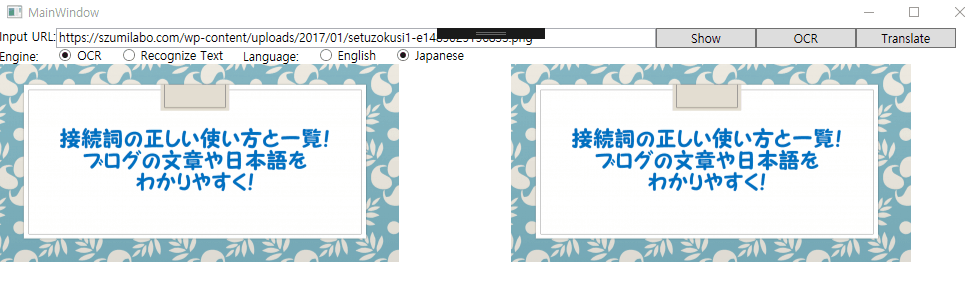 MainWindow
Input URL: https://szumilabo.com/wp-content/uploads/2017/01/setuzokusi1- Show OCR Translate
Engine: OCR Recognize Text Language: English Japanese
接続詞の正しい使い方と一覧!
ブログの文章や日本語を
わかりやすく!
接続詞の正しい使い方と一覧!
ブログの文章や日本語を
わかりやすく!